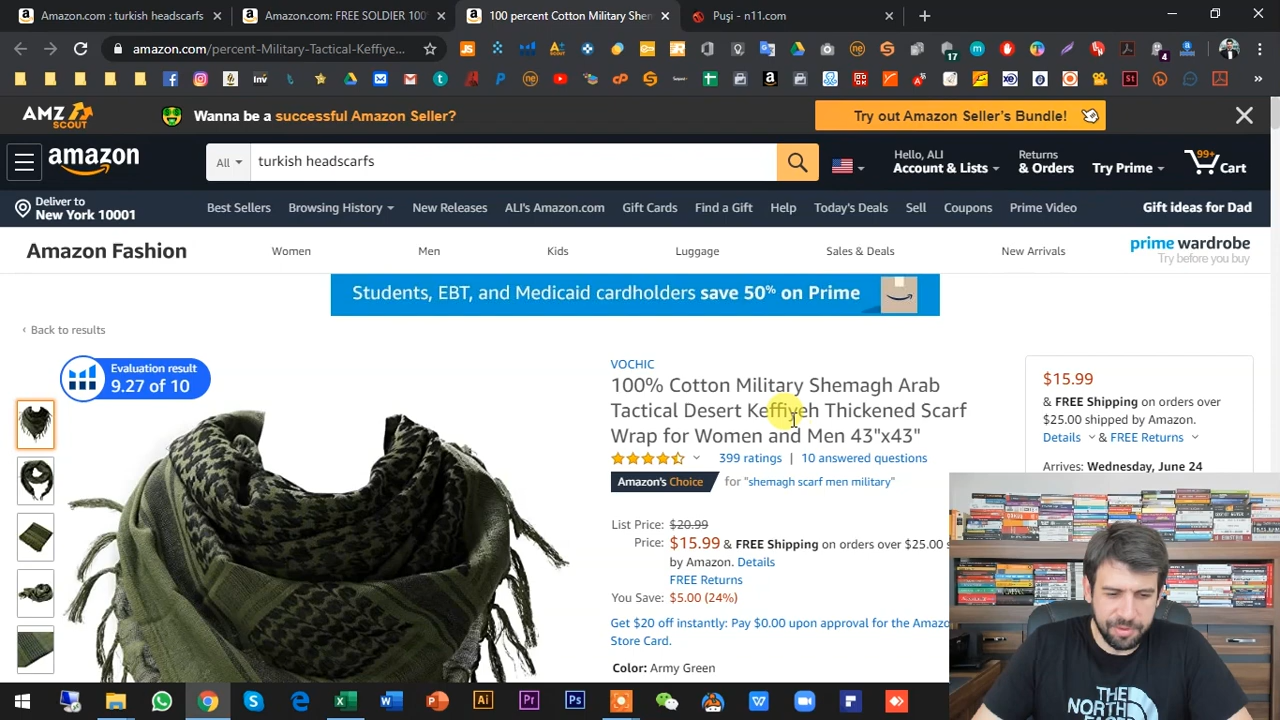 Amazon.com : turkish headscarfs
Amazon.com: FREE SOLDIER 100%
100 percent Cotton Military Shem
Puşi - n11.com
amazon.com/percent-Military-Tactical-Keffiye...
AMZ SCOUT
Wanna be a successful Amazon Seller?
Try out Amazon Seller's Bundle!
amazon
All
turkish headscarfs
Hello, ALI
Account & Lists
Returns
& Orders
Try Prime
99+
Cart
Deliver to
New York 10001
Best Sellers
Browsing History
New Releases
ALI's Amazon.com
Gift Cards
Find a Gift
Help
Today's Deals
Sell
Coupons
Prime Video
Gift ideas for Dad
Amazon Fashion
Women
Men
Kids
Luggage
Sales & Deals
New Arrivals
prime wardrobe
Try before you buy
Students, EBT, and Medicaid cardholders save 50% on Prime
‹ Back to results
Evaluation result
9.27 of 10
VOCHIC
100% Cotton Military Shemagh Arab
Tactical Desert Keffiyeh Thickened Scarf
Wrap for Women and Men 43"x43"
399 ratings | 10 answered questions
Amazon's Choice for "shemagh scarf men military"
List Price: $20.99
Price: $15.99 & FREE Shipping on orders over $25.00
by Amazon. Details
FREE Returns
You Save: $5.00 (24%)
Get $20 off instantly: Pay $0.00 upon approval for the Amazo
Store Card.
Color: Army Green
$15.99
& FREE Shipping on orders over
$25.00 shipped by Amazon.
Details & FREE Returns
Arrives: Wednesday, June 24
THE
NORTH